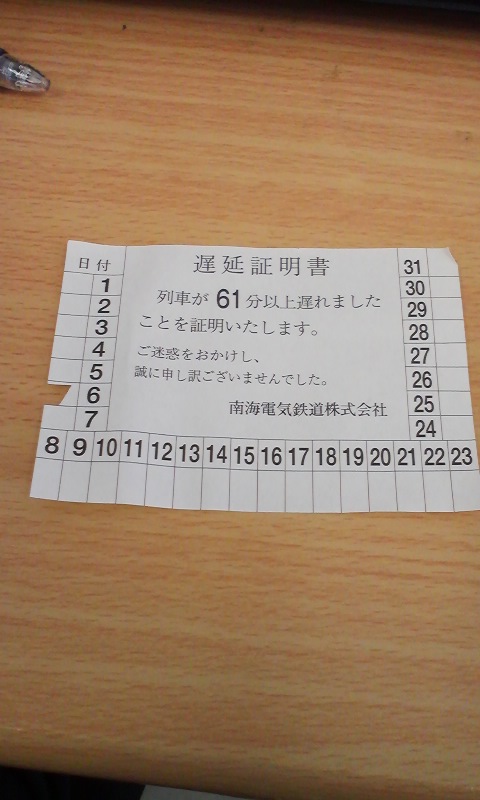 遅延証明書
列車が 61 分以上遅れました
ことを証明いたします。
ご迷惑をおかけし、
誠に申し訳ございませんでした。
南海電気鉄道株式会社
日付
1
2
3
4
5
6
7
8 9 10 11 12 13 14 15 16 17 18 19 20 21 22 23
24
25
26
27
28
29
30
31